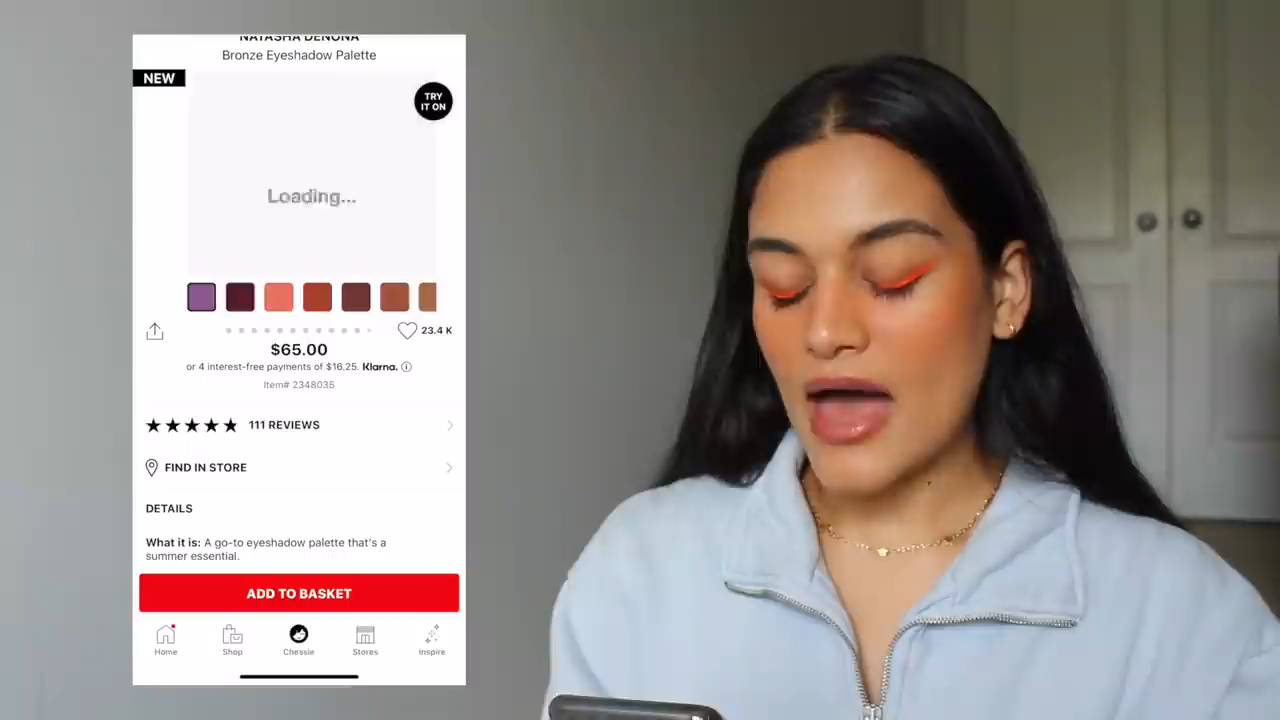 NATASHA DENONA
Bronze Eyeshadow Palette
NEW
TRY
IT ON
Loading...
23.4 K
$65.00
or 4 interest-free payments of $16.25. Klarna.
Item# 2348035
111 REVIEWS
FIND IN STORE
DETAILS
What it is: A go-to eyeshadow palette that's a
summer essential.
ADD TO BASKET
Home
Shop
Chessie
Stores
Inspire